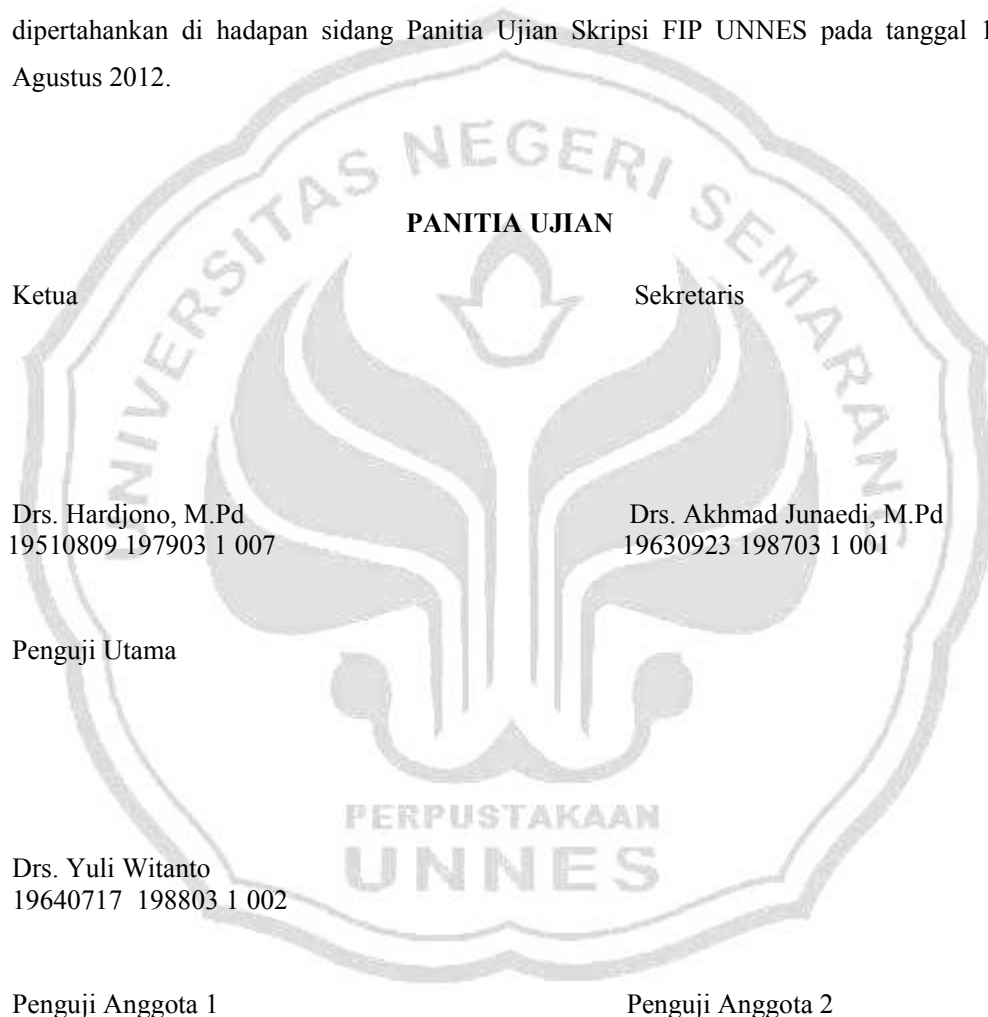 dipertahankan di hadapan sidang Panitia Ujian Skripsi FIP UNNES pada tanggal 1
Agustus 2012.
UNIVERSITAS NEGERI SEMARANG
PANITIA UJIAN
Ketua Sekretaris
Drs. Hardjono, M.Pd Drs. Akhmad Junaedi, M.Pd
19510809 197903 1 007 19630923 198703 1 001
Penguji Utama
PERPUSTAKAAN
UNNES
Drs. Yuli Witanto
19640717 198803 1 002
Penguji Anggota 1 Penguji Anggota 2